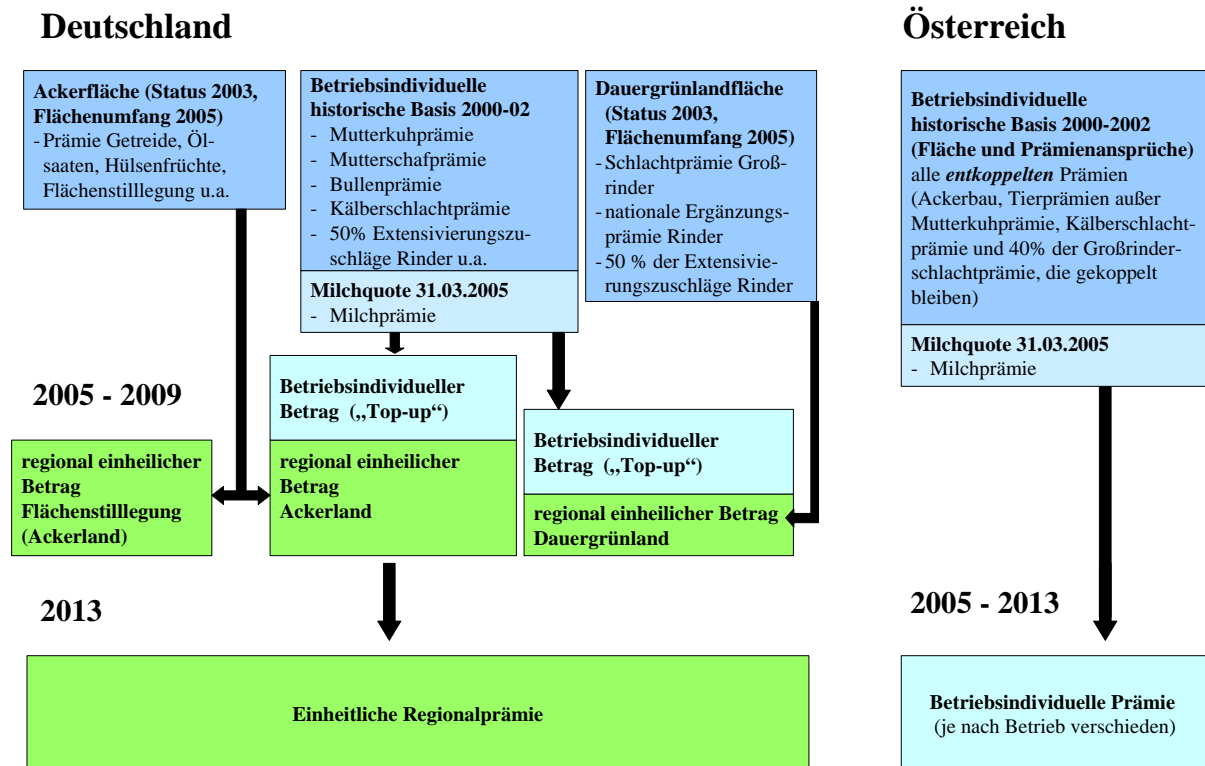 Deutschland
Ackerfläche (Status 2003,
Flächenumfang 2005)
- Prämie Getreide, Öl-
saaten, Hülsenfrüchte,
Flächenstilllegung u.a.
Betriebsindividuelle
historische Basis 2000-02
- Mutterkuhprämie
- Mutterschafprämie
- Bullenprämie
- Kälberschlachtprämie
- 50% Extensivierungszu-
schläge Rinder u.a.
Milchquote 31.03.2005
- Milchprämie
Dauergrünlandfläche
(Status 2003,
Flächenumfang 2005)
- Schlachtprämie Groß-
rinder
- nationale Ergänzungs-
prämie Rinder
- 50 % der Extensivie-
rungszuschläge Rinder
2005 - 2009
regional einheilicher
Betrag
Flächenstilllegung
(Ackerland)
Betriebsindividueller
Betrag („Top-up“)
regional einheilicher
Betrag
Ackerland
Betriebsindividueller
Betrag („Top-up“)
regional einheilicher Betrag
Dauergrünland
2013
Einheitliche Regionalprämie
Österreich
Betriebsindividuelle
historische Basis 2000-2002
(Fläche und Prämienansprüche)
alle entkoppelten Prämien
(Ackerbau, Tierprämien außer
Mutterkuhprämie, Kälberschlacht-
prämie und 40% der Großrinder-
schlachtprämie, die gekoppelt
bleiben)
Milchquote 31.03.2005
- Milchprämie
2005 - 2013
Betriebsindividuelle Prämie
(je nach Betrieb verschieden)